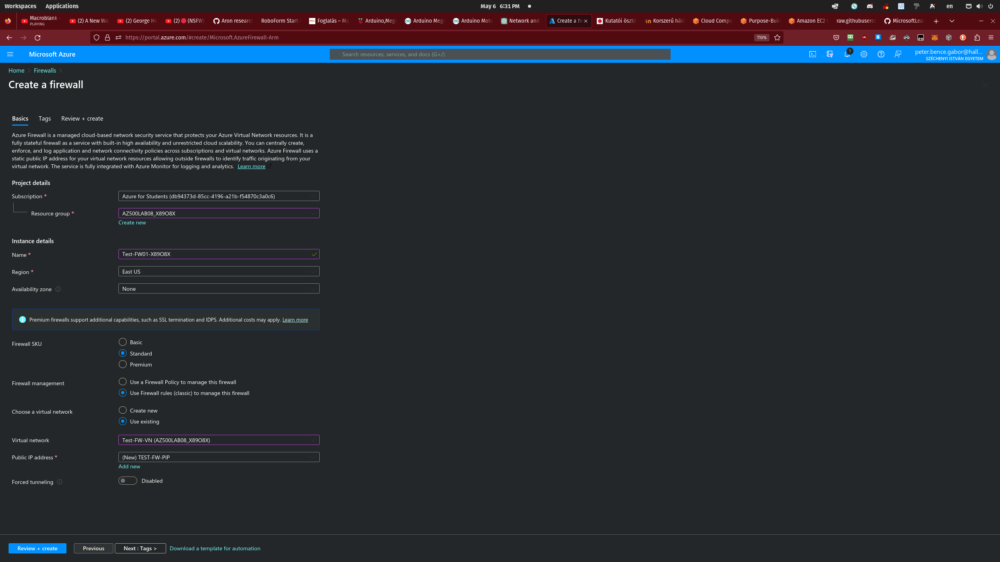 Workspaces Applications May 6 6:31 PM en
Macroblank -
PLAYING
(2) A New Wa
(2) George Ho
(2) (NSFW)
Aron research
RoboForm Start
Foglalás – Ma
Arduino,Mega
Arduino Mega
Arduino Moto
Network and
Create a fir
Kutatói ösztö
Korszerű háló
Cloud Compu
Purpose-Buil
Amazon EC2
raw.githubuserco
MicrosoftLear
https://portal.azure.com/#create/Microsoft.AzureFirewall-Arm 110%
Microsoft Azure
Search resources, services, and docs (G+/)
1
peter.bence.gabor@hall...
SZÉCHENYI ISTVÁN EGYETEM
Home Firewalls
Create a firewall
Basics Tags Review + create
Azure Firewall is a managed cloud-based network security service that protects your Azure Virtual Network resources. It is a
fully stateful firewall as a service with built-in high availability and unrestricted cloud scalability. You can centrally create,
enforce, and log application and network connectivity policies across subscriptions and virtual networks. Azure Firewall uses a
static public IP address for your virtual network resources allowing outside firewalls to identify traffic originating from your
virtual network. The service is fully integrated with Azure Monitor for logging and analytics. Learn more
Project details
Subscription * Azure for Students (db94373d-85cc-4196-a21b-f54870c3a0c6)
Resource group * AZ500LAB08_X89O8X
Create new
Instance details
Name * Test-FW01-X89O8X
Region * East US
Availability zone None
Premium firewalls support additional capabilities, such as SSL termination and IDPS. Additional costs may apply. Learn more
Firewall SKU Basic
Standard
Premium
Firewall management Use a Firewall Policy to manage this firewall
Use Firewall rules (classic) to manage this firewall
Choose a virtual network Create new
Use existing
Virtual network Test-FW-VN (AZ500LAB08_X89O8X)
Public IP address * (New) TEST-FW-PIP
Add new
Forced tunneling Disabled
Review + create Previous Next : Tags > Download a template for automation